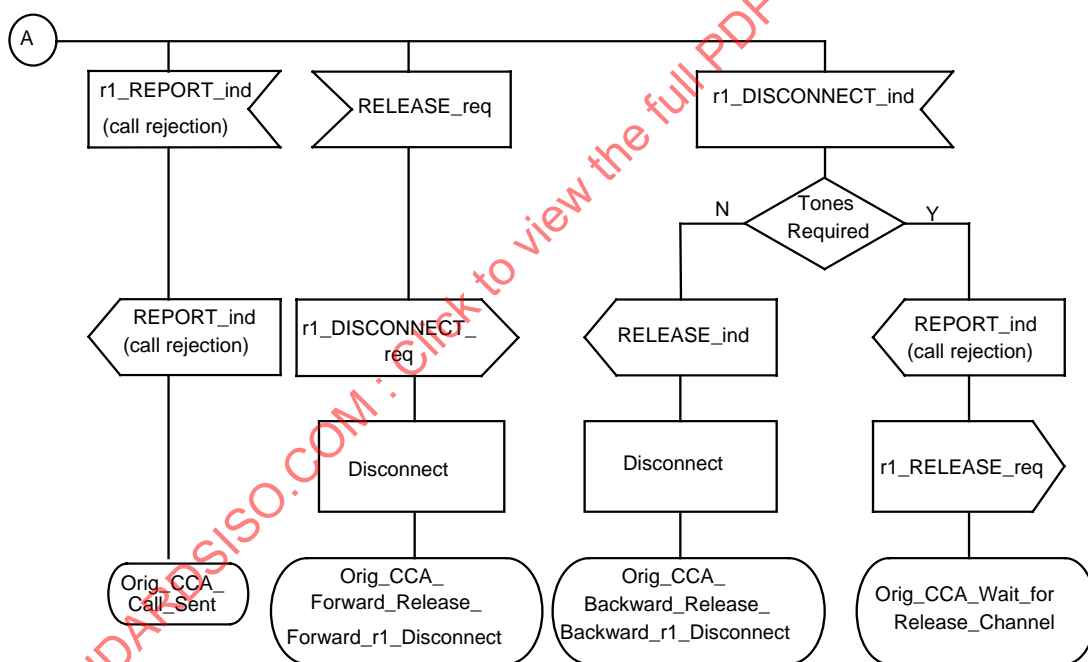 A
r1_REPORT_ind
(call rejection)
RELEASE_req
r1_DISCONNECT_ind
N
Tones
Required
Y
REPORT_ind
(call rejection)
r1_DISCONNECT_
req
RELEASE_ind
REPORT_ind
(call rejection)
Disconnect
Disconnect
r1_RELEASE_req
Orig_CCA_
Call_Sent
Orig_CCA_
Forward_Release_
Forward_r1_Disconnect
Orig_CCA_
Backward_Release_
Backward_r1_Disconnect
Orig_CCA_Wait_for
Release_Channel
NDARDSISO.COM : Click to view the full PDF